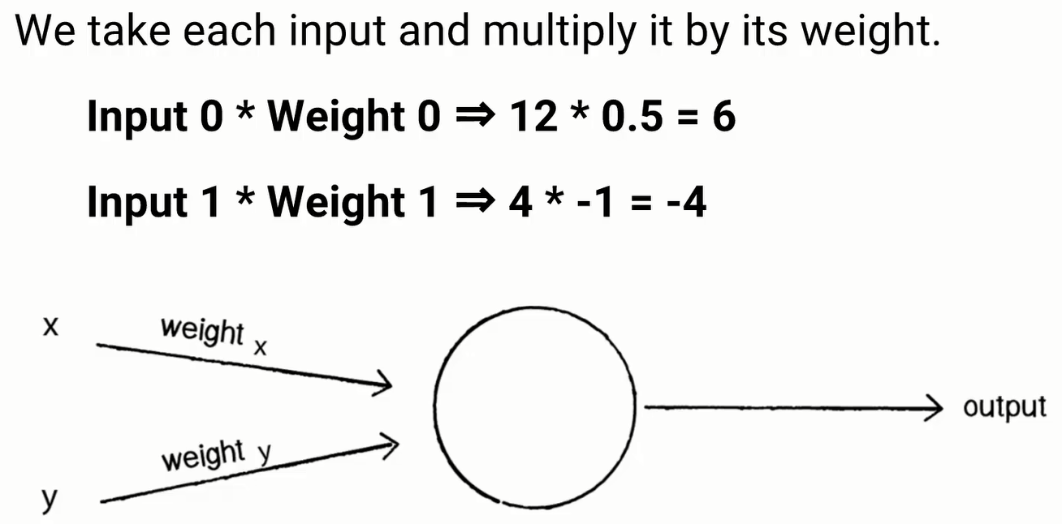 We take each input and multiply it by its weight.
Input 0 * Weight 0 ⇒ 12 * 0.5 = 6
Input 1 * Weight 1 ⇒ 4 * -1 = -4
x
weight x
output
weight y
y